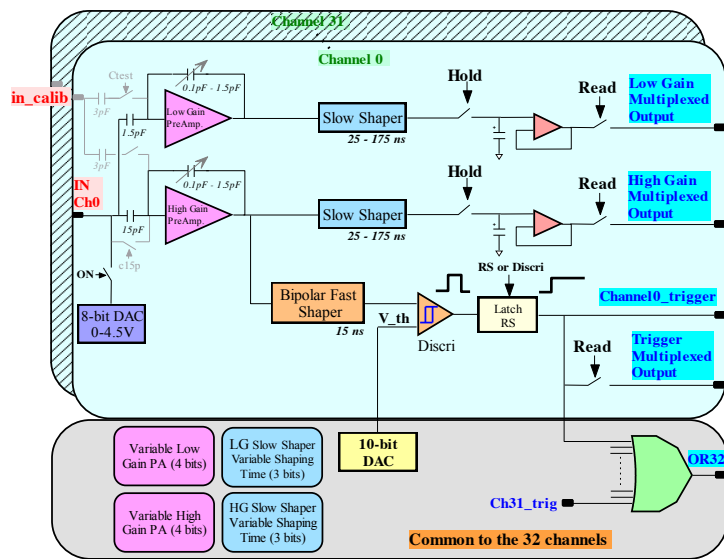 Channel 31
Channel 0
in_calib
Ctest
3pF
0.1pF - 1.5pF
1.5pF
Low Gain
PreAmp.
Slow Shaper
25 - 175 ns
Hold
Read
Low Gain
Multiplexed
Output
3pF
IN
Ch0
0.1pF - 1.5pF
15pF
High Gain
PreAmp.
Slow Shaper
25 - 175 ns
Hold
Read
High Gain
Multiplexed
Output
c15p
ON
8-bit DAC
0-4.5V
Bipolar Fast
Shaper
15 ns
V_th
Discri
RS or Discri
Latch
RS
Channel0_trigger
Read
Trigger
Multiplexed
Output
Variable Low
Gain PA (4 bits)
LG Slow Shaper
Variable Shaping
Time (3 bits)
10-bit
DAC
OR32
Variable High
Gain PA (4 bits)
HG Slow Shaper
Variable Shaping
Time (3 bits)
Ch31_trig
Common to the 32 channels